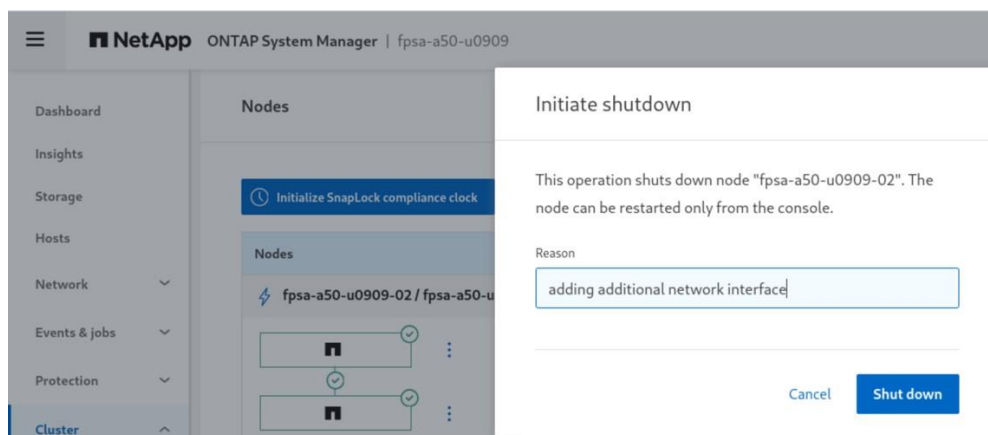 NetApp ONTAP System Manager | fpsa-a50-u0909
Dashboard
Insights
Storage
Hosts
Network
Events & jobs
Protection
Cluster
Nodes
Initialize SnapLock compliance clock
Nodes
fpsa-a50-u0909-02 / fpsa-a50-u
Initiate shutdown
This operation shuts down node "fpsa-a50-u0909-02". The
node can be restarted only from the console.
Reason
adding additional network interface
Cancel
Shut down